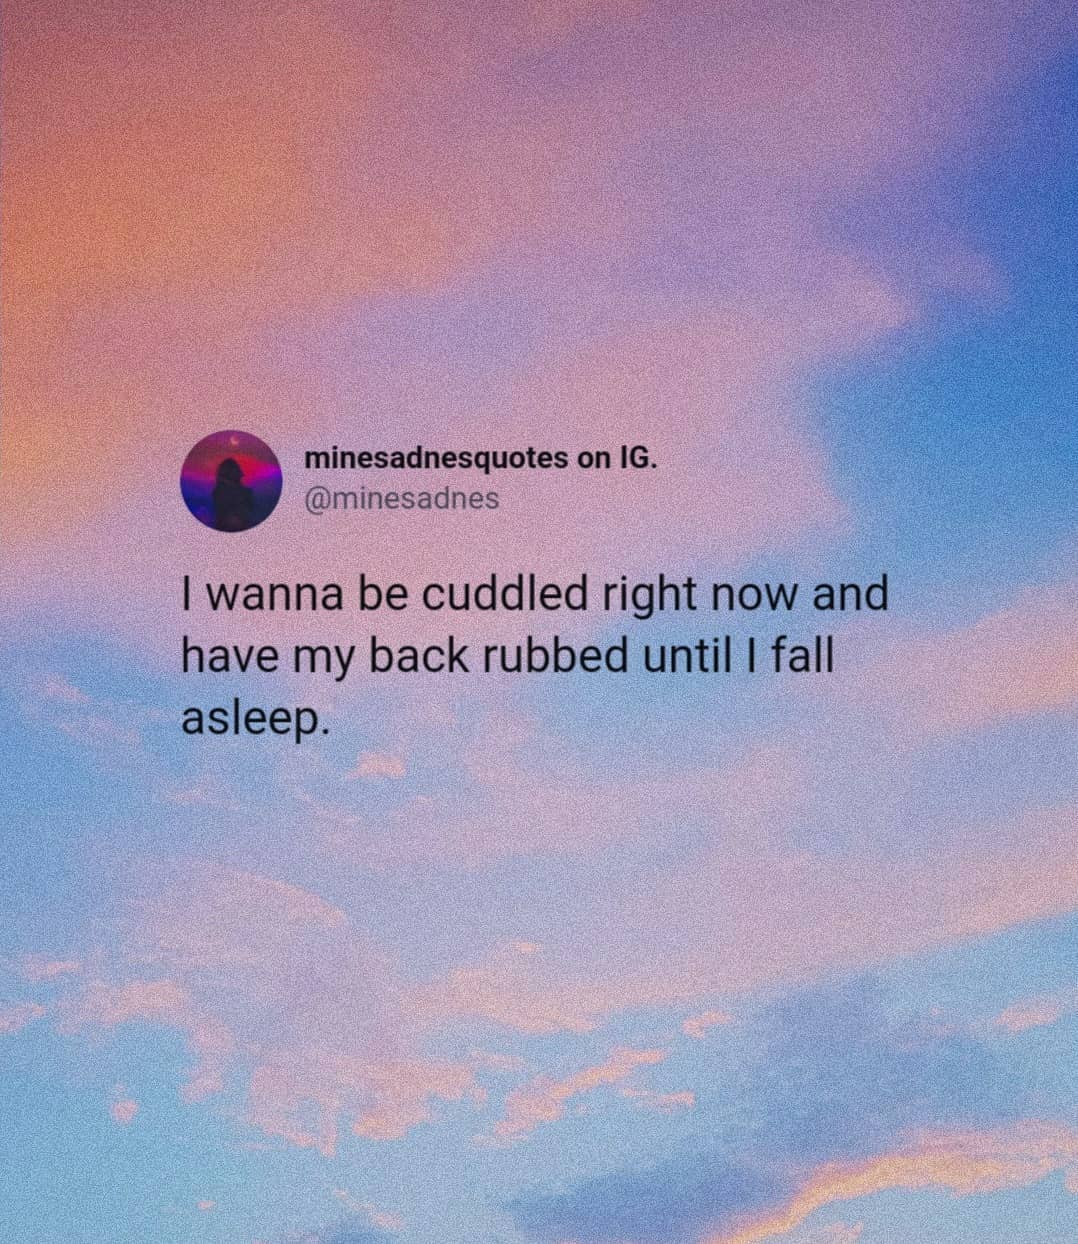 minesadnesquotes on IG.
@minesadnes
I wanna be cuddled right now and
have my back rubbed until I fall
asleep.